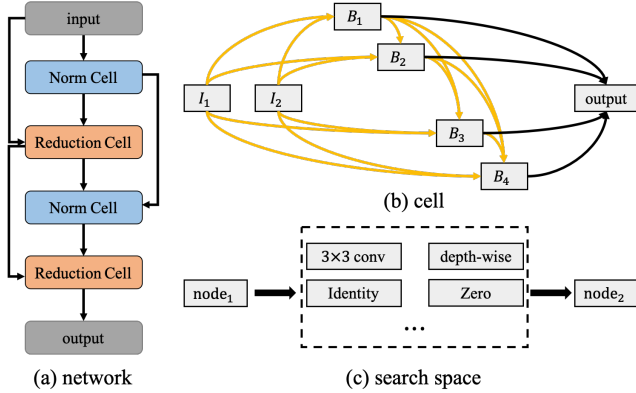 input
Norm Cell
Reduction Cell
Norm Cell
Reduction Cell
output
(a) network
B₁
B₂
I₁
I₂
output
B₃
B₄
(b) cell
3×3 conv
depth-wise
node₁
Identity
Zero
node₂
...
(c) search space